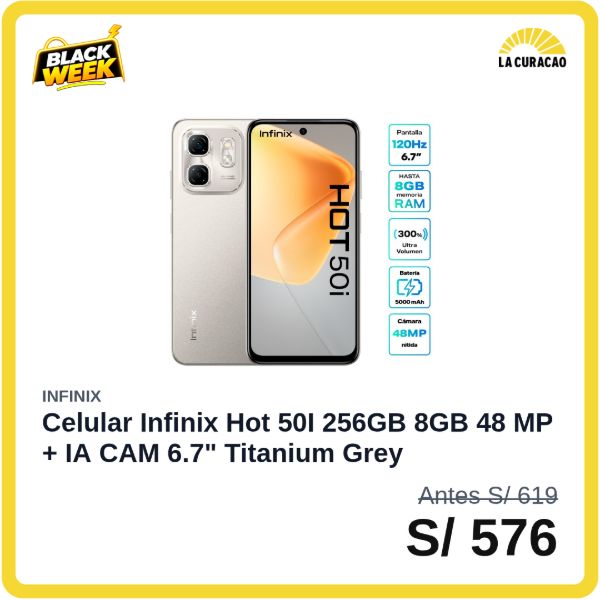 BLACK
WEEK
LA CURACAO
Infinix
HOT 50i
Infinix
Pantalla
120Hz
6.7"
HASTA
8GB
memoria
RAM
300%
Ultra
Volumen
Batería
5000 mAh
Cámara
48MP
nítida
INFINIX
Celular Infinix Hot 50I 256GB 8GB 48 MP
+ IA CAM 6.7" Titanium Grey
Antes S/ 619
S/ 576